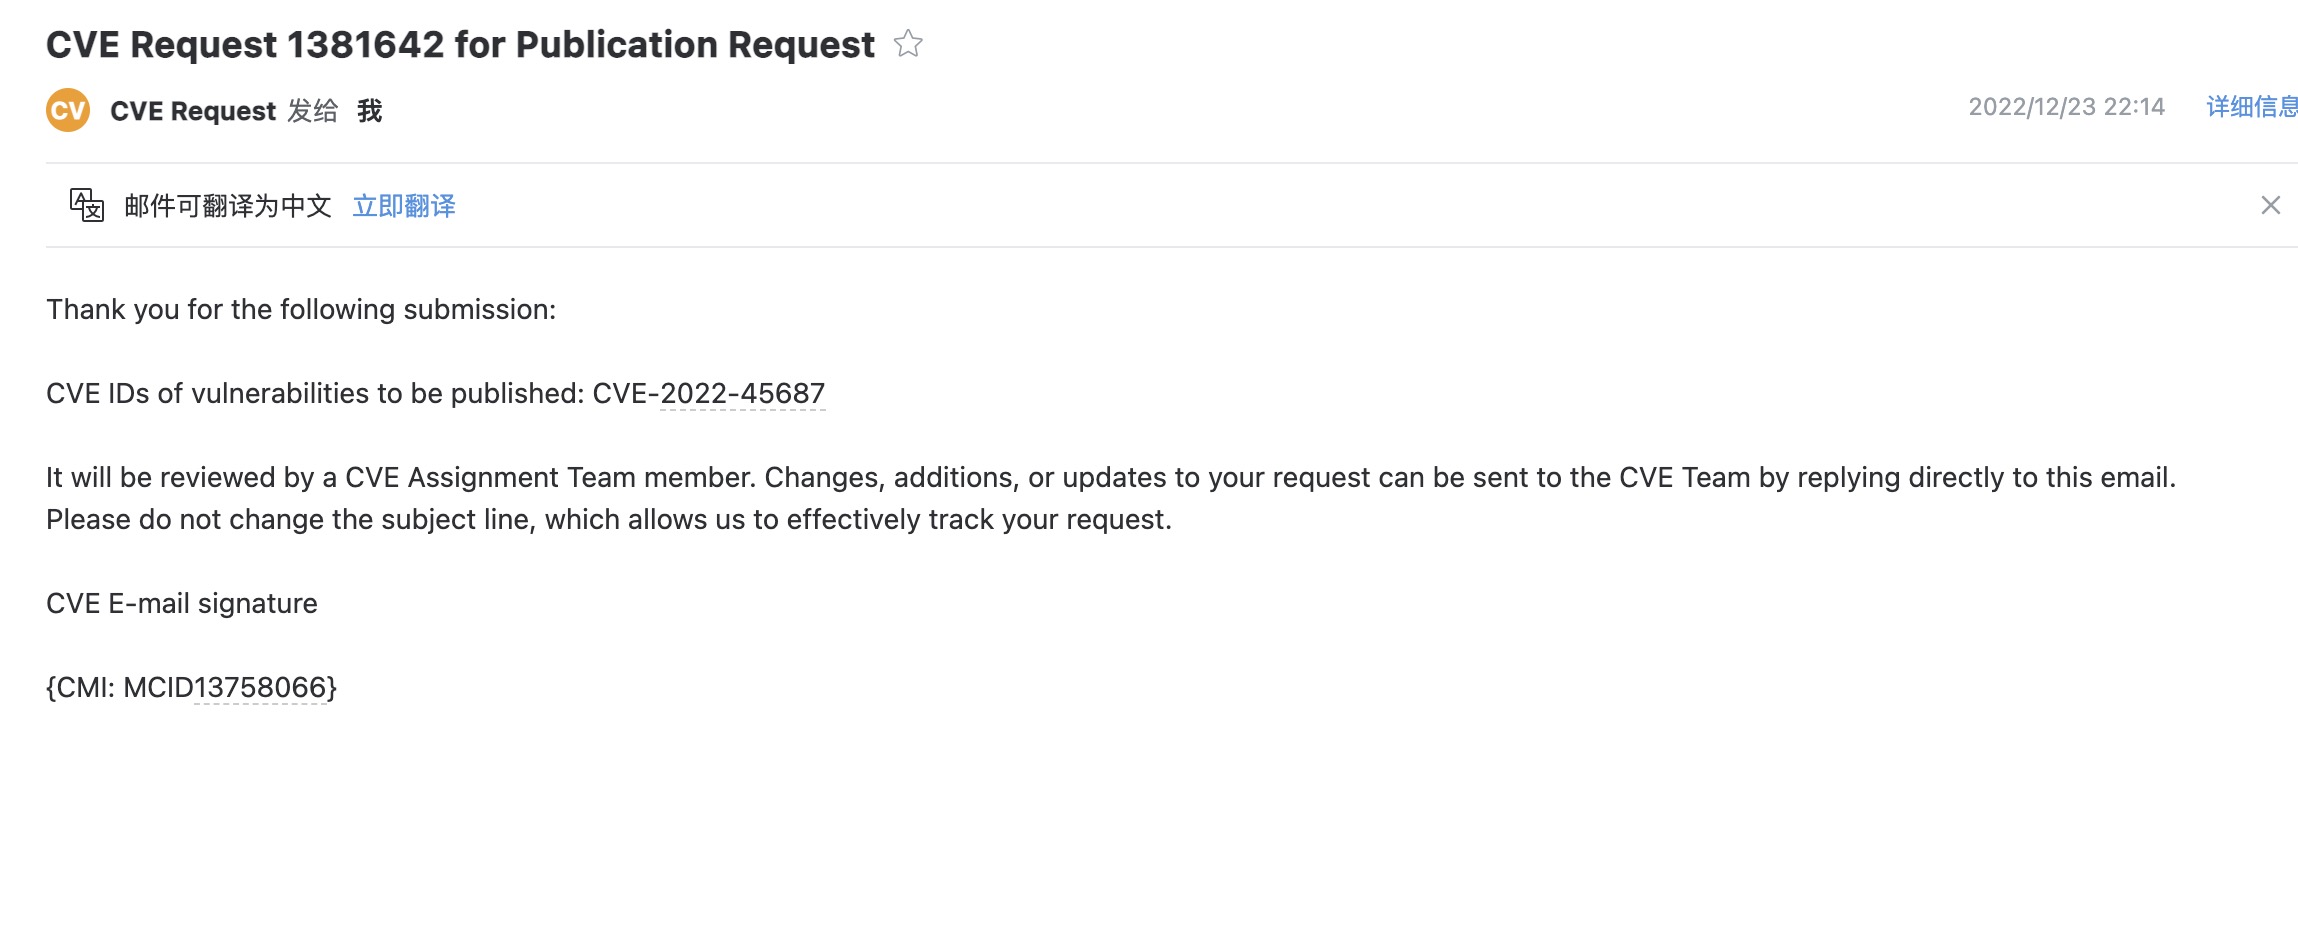 CVE Request 1381642 for Publication Request
CV CVE Request 发给 我 2022/12/23 22:14 详细信息
邮件可翻译为中文 立即翻译
Thank you for the following submission:
CVE IDs of vulnerabilities to be published: CVE-2022-45687
It will be reviewed by a CVE Assignment Team member. Changes, additions, or updates to your request can be sent to the CVE Team by replying directly to this email.
Please do not change the subject line, which allows us to effectively track your request.
CVE E-mail signature
{CMI: MCID13758066}